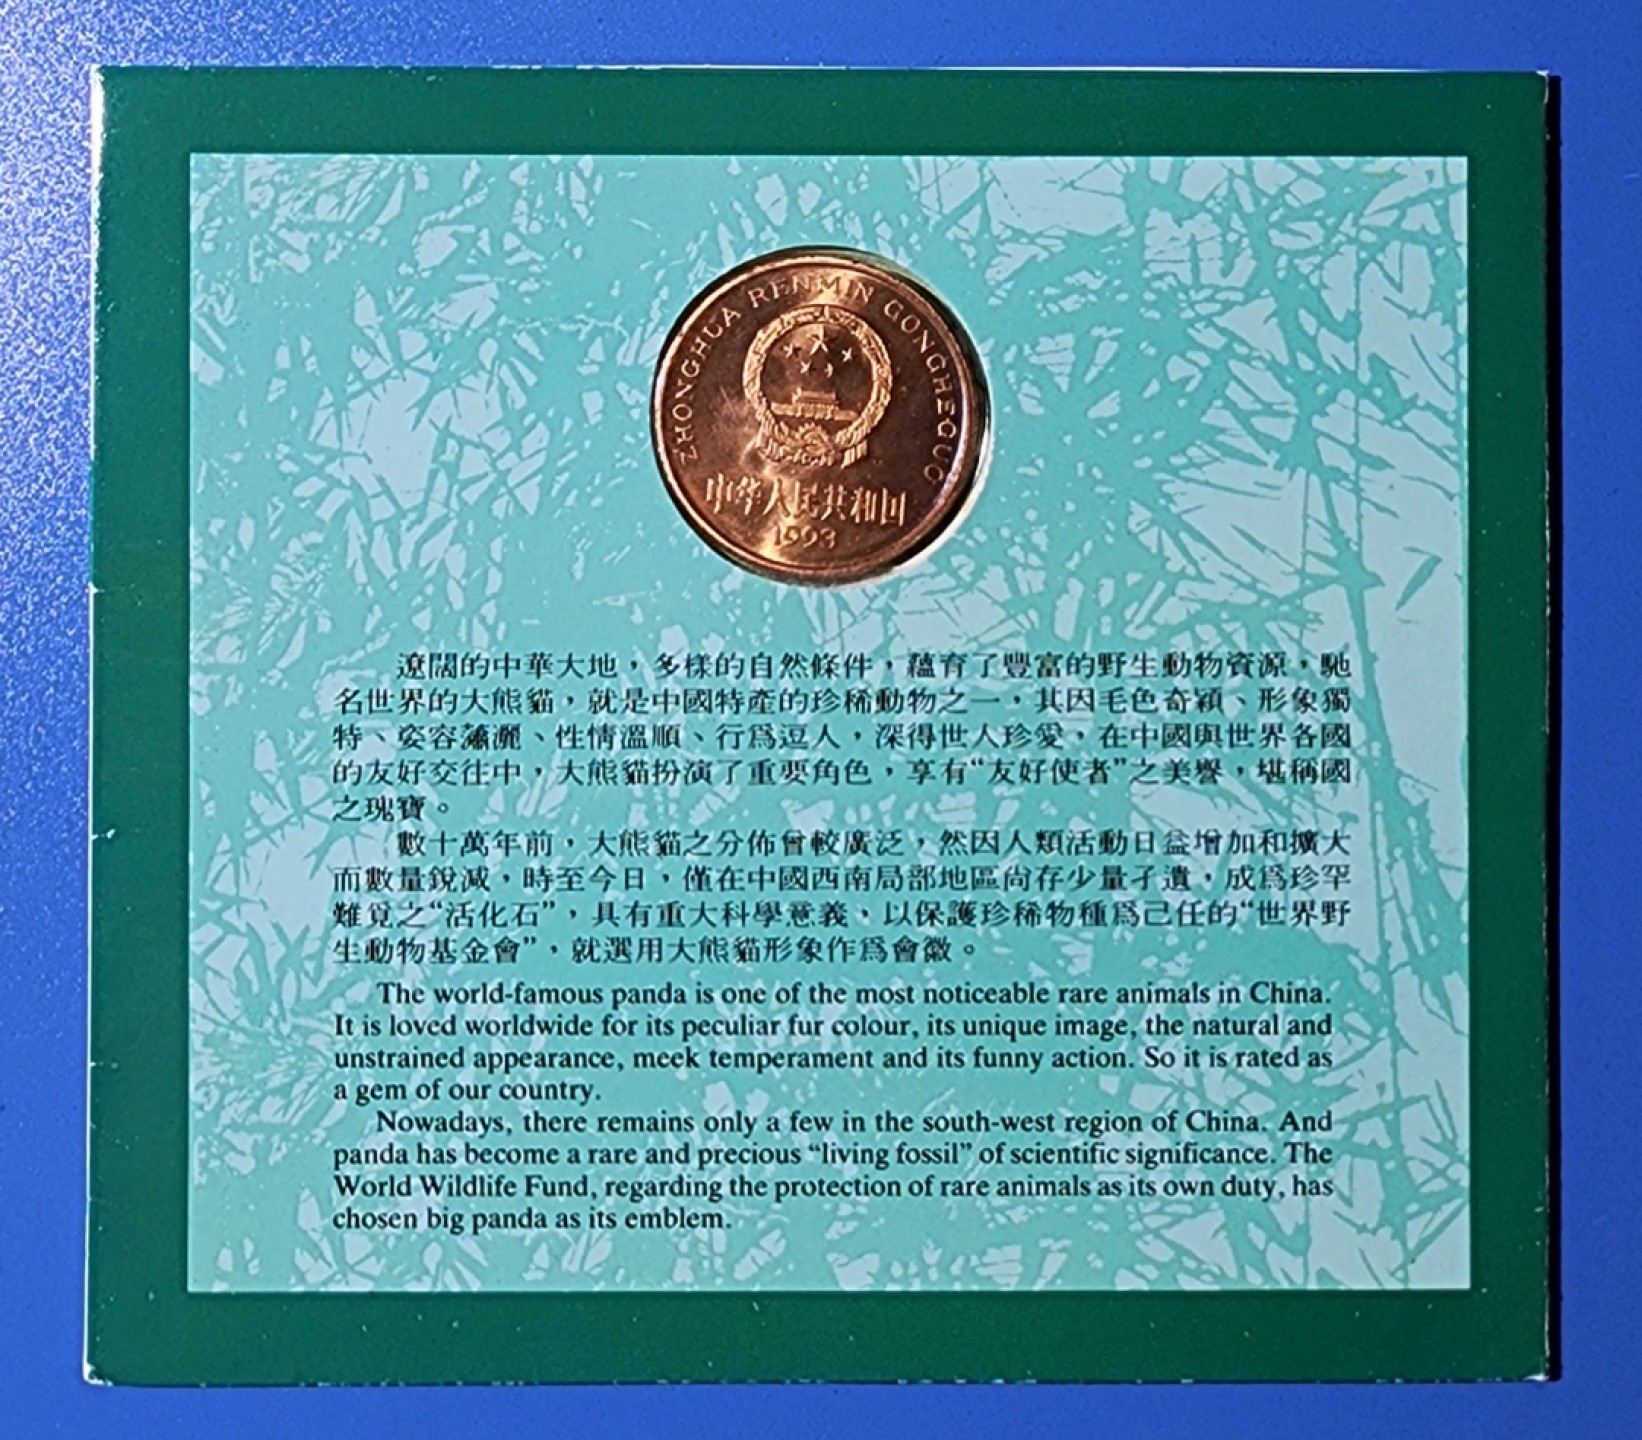 ZHONGHUA RENMIN GONGHEGUO
中华人民共和国
1993
遼闊的中華大地，多樣的自然條件，蘊育了豐富的野生動物資源，馳
名世界的大熊貓，就是中國特產的珍稀動物之一，其因毛色奇穎、形象獨
特、姿容瀟灑、性情溫順、行爲逗人，深得世人珍愛，在中國與世界各國
的友好交往中，大熊貓扮演了重要角色，享有“友好使者”之美譽，堪稱國
之瑰寶。
數十萬年前，大熊貓之分佈曾較廣泛，然因人類活動日益增加和擴大
而數量銳減，時至今日，僅在中國西南局部地區尚存少量孑遺，成爲珍罕
難覓之“活化石”，具有重大科學意義，以保護珍稀物種爲己任的“世界野
生動物基金會”，就選用大熊貓形象作爲會徽。
The world-famous panda is one of the most noticeable rare animals in China.
It is loved worldwide for its peculiar fur colour, its unique image, the natural and
unstrained appearance, meek temperament and its funny action. So it is rated as
a gem of our country.
Nowadays, there remains only a few in the south-west region of China. And
panda has become a rare and precious “living fossil” of scientific significance. The
World Wildlife Fund, regarding the protection of rare animals as its own duty, has
chosen big panda as its emblem.